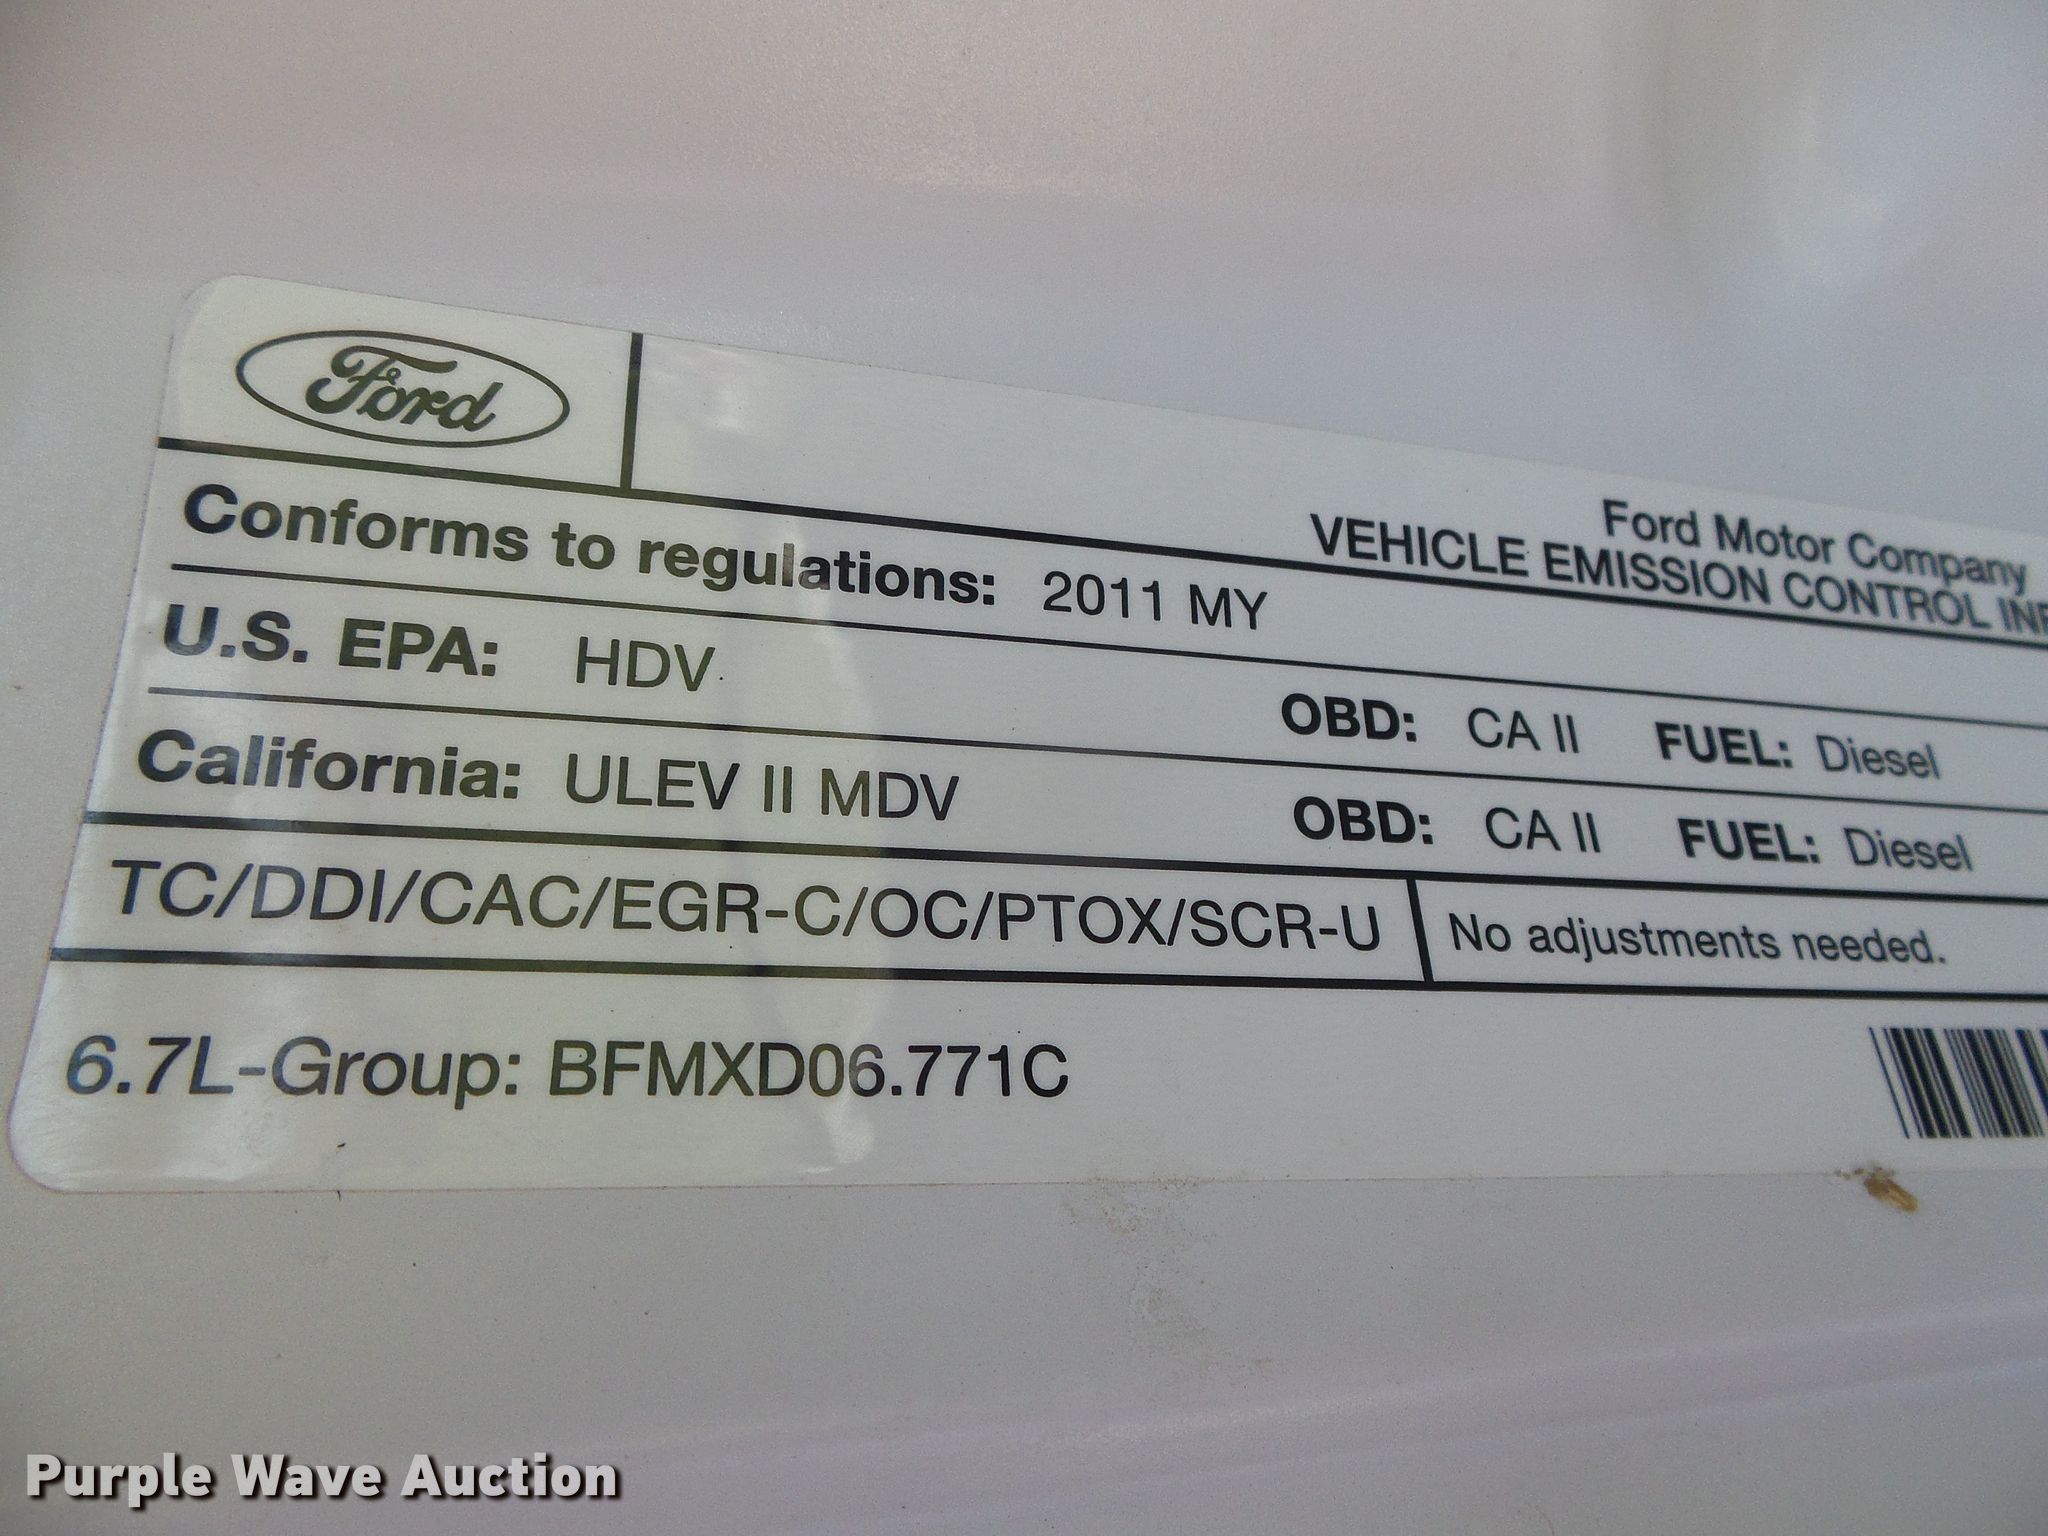 Ford
Ford Motor Company
VEHICLE EMISSION CONTROL
Conforms to regulations: 2011 MY
U.S. EPA: HDV OBD: CA II FUEL: Diesel
California: ULEV II MDV OBD: CA II FUEL: Diesel
TC/DDI/CAC/EGR-C/OC/PTOX/SCR-U No adjustments needed.
6.7L-Group: BFMXD06.771C
Purple Wave Auction